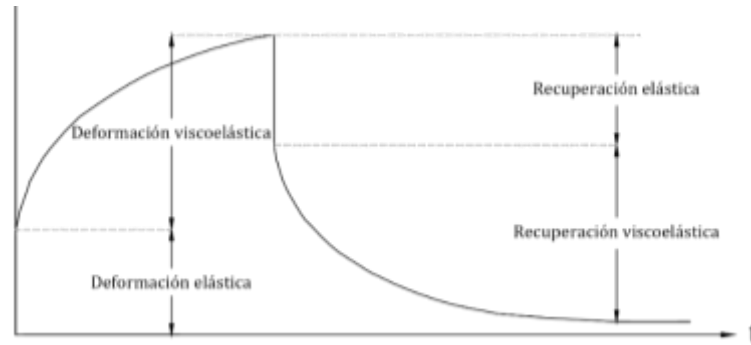 Recuperación elástica
Deformación viscoelástica
Recuperación viscoelástica
Deformación elástica
t